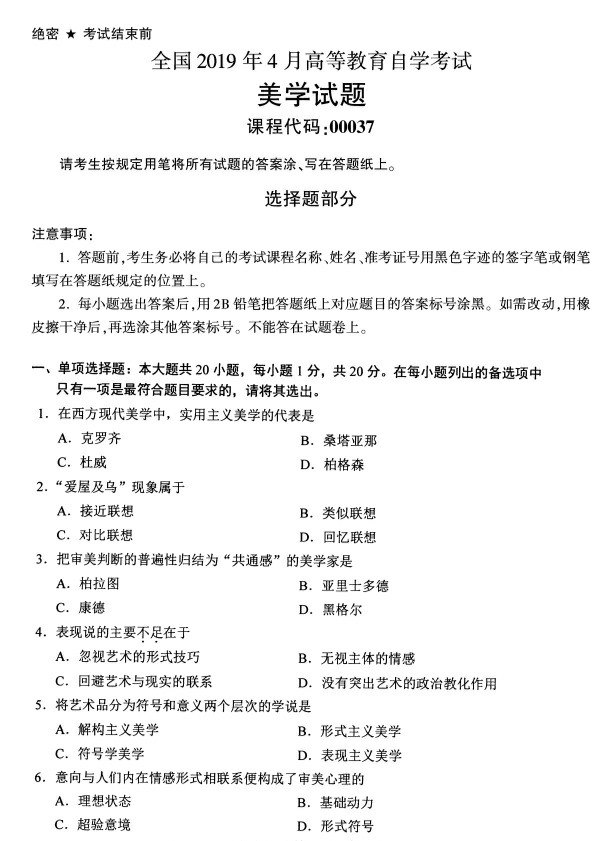 绝密 ★ 考试结束前
全国 2019 年 4 月高等教育自学考试
美学试题
课程代码:00037
请考生按规定用笔将所有试题的答案涂、写在答题纸上。
选择题部分
注意事项:
1. 答题前,考生务必将自己的考试课程名称、姓名、准考证号用黑色字迹的签字笔或钢笔
填写在答题纸规定的位置上。
2. 每小题选出答案后,用 2B 铅笔把答题纸上对应题目的答案标号涂黑。如需改动,用橡
皮擦干净后,再选涂其他答案标号。不能答在试题卷上。
一、单项选择题：本大题共 20 小题，每小题 1 分，共 20 分。在每小题列出的备选项中
只有一项是最符合题目要求的，请将其选出。
1. 在西方现代美学中，实用主义美学的代表是
A. 克罗齐 B. 桑塔亚那
C. 杜威 D. 柏格森
2. “爱屋及乌”现象属于
A. 接近联想 B. 类似联想
C. 对比联想 D. 回忆联想
3. 把审美判断的普遍性归结为“共通感”的美学家是
A. 柏拉图 B. 亚里士多德
C. 康德 D. 黑格尔
4. 表现说的主要不足在于
A. 忽视艺术的形式技巧 B. 无视主体的情感
C. 回避艺术与现实的联系 D. 没有突出艺术的政治教化作用
5. 将艺术品分为符号和意义两个层次的学说是
A. 解构主义美学 B. 形式主义美学
C. 符号学美学 D. 表现主义美学
6. 意向与人们内在情感形式相联系便构成了审美心理的
A. 理想状态 B. 基础动力
C. 超验意境 D. 形式符号